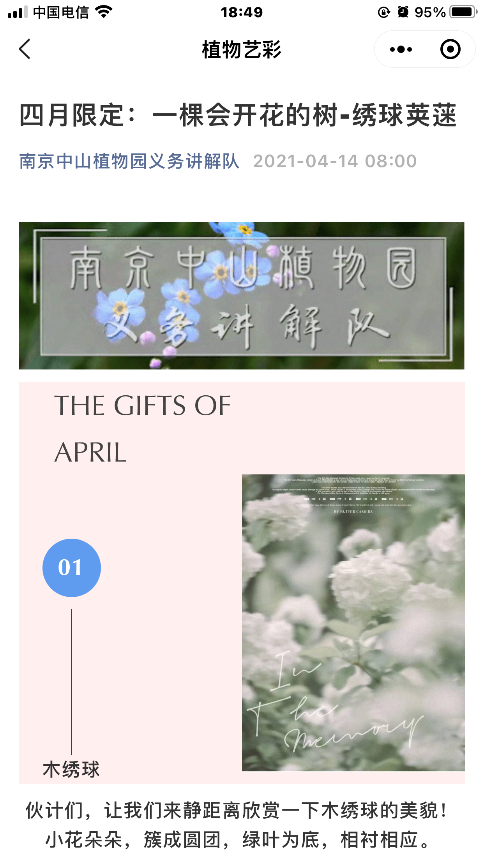 中国电信
18:49
95%
植物艺彩
四月限定：一棵会开花的树-绣球荚蒾
南京中山植物园义务讲解队 2021-04-14 08:00
南京中山植物园
义务讲解队
THE GIFTS OF
APRIL
01
In
The
Memory
木绣球
伙计们，让我们来静距离欣赏一下木绣球的美貌！
小花朵朵，簇成圆团，绿叶为底，相衬相应。